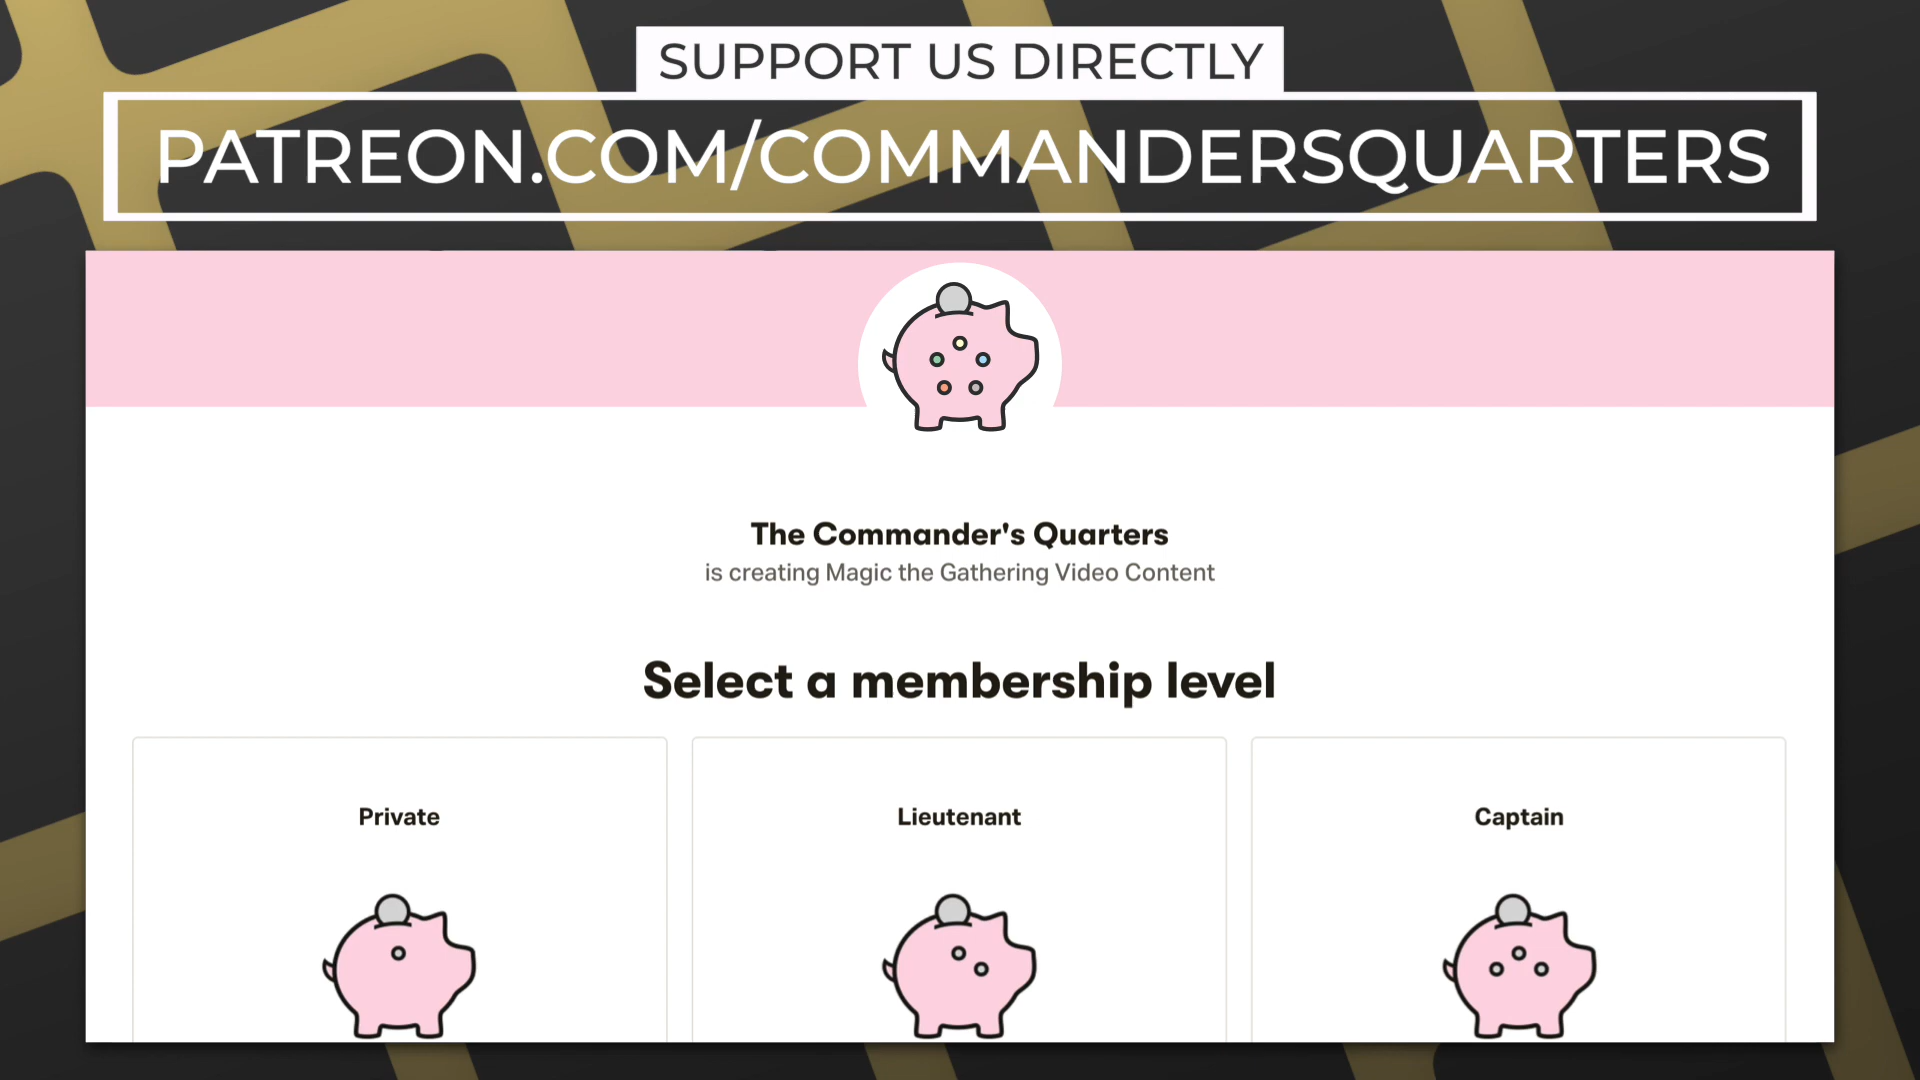 SUPPORT US DIRECTLY
PATREON.COM/COMMANDERSQUARTERS
The Commander's Quarters
is creating Magic the Gathering Video Content
Select a membership level
Private
Lieutenant
Captain